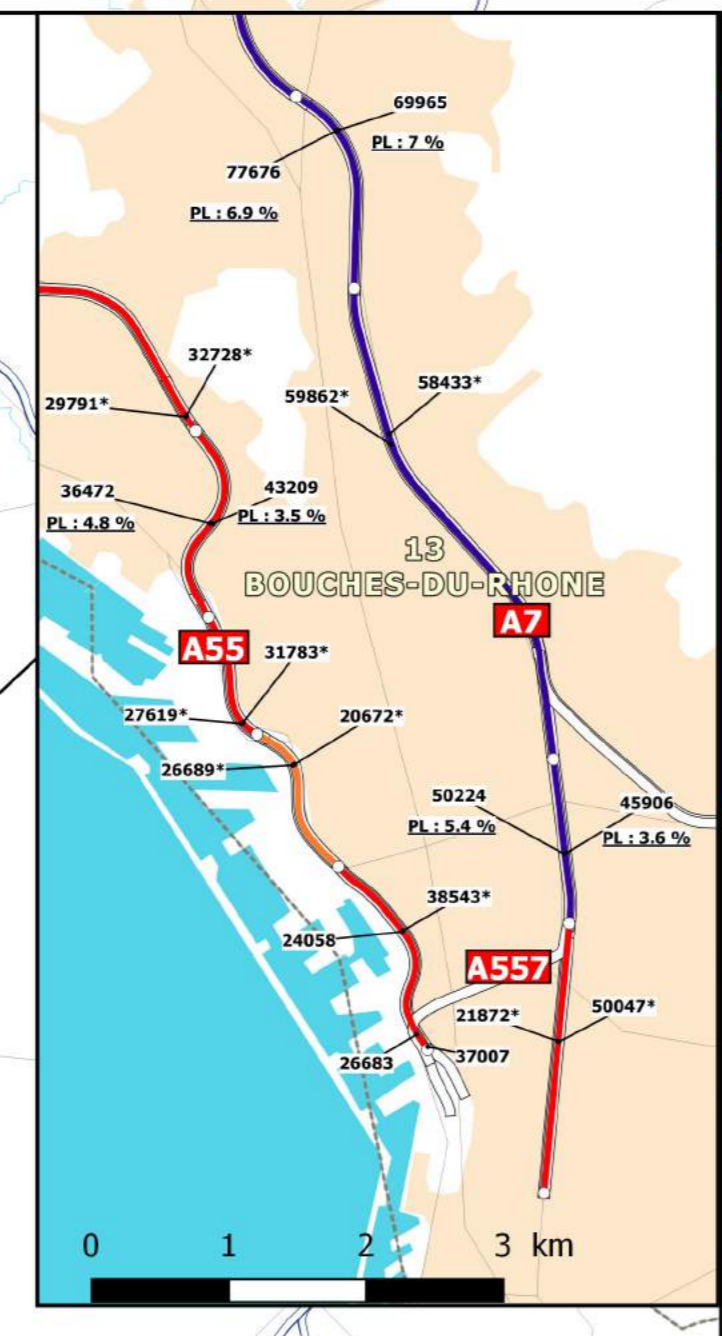 69965
PL : 7 %
77676
PL : 6.9 %
32728*
29791*
59862*
58433*
36472
PL : 4.8 %
43209
PL : 3.5 %
13
BOUCHES-DU-RHONE
A7
A55
31783*
27619*
20672*
26689*
50224
PL : 5.4 %
45906
PL : 3.6 %
38543*
24058
A557
21872*
50047*
26683
37007
0 1 2 3 km